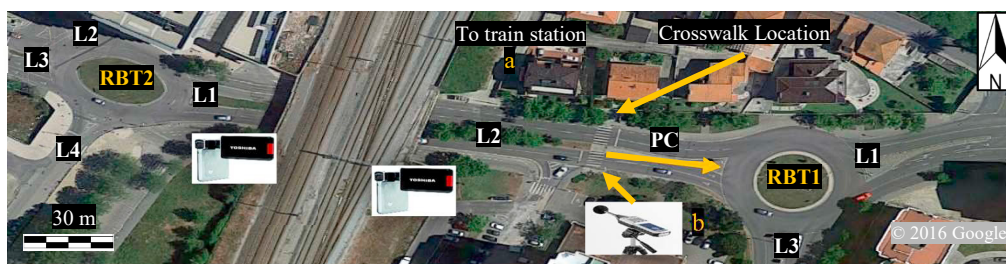 L2
To train station
Crosswalk Location
L3
a
RBT2
L1
N
L2
PC
L1
L4
TOSHIBA
TOSHIBA
RBT1
30 m
b
L3
© 2016 Google